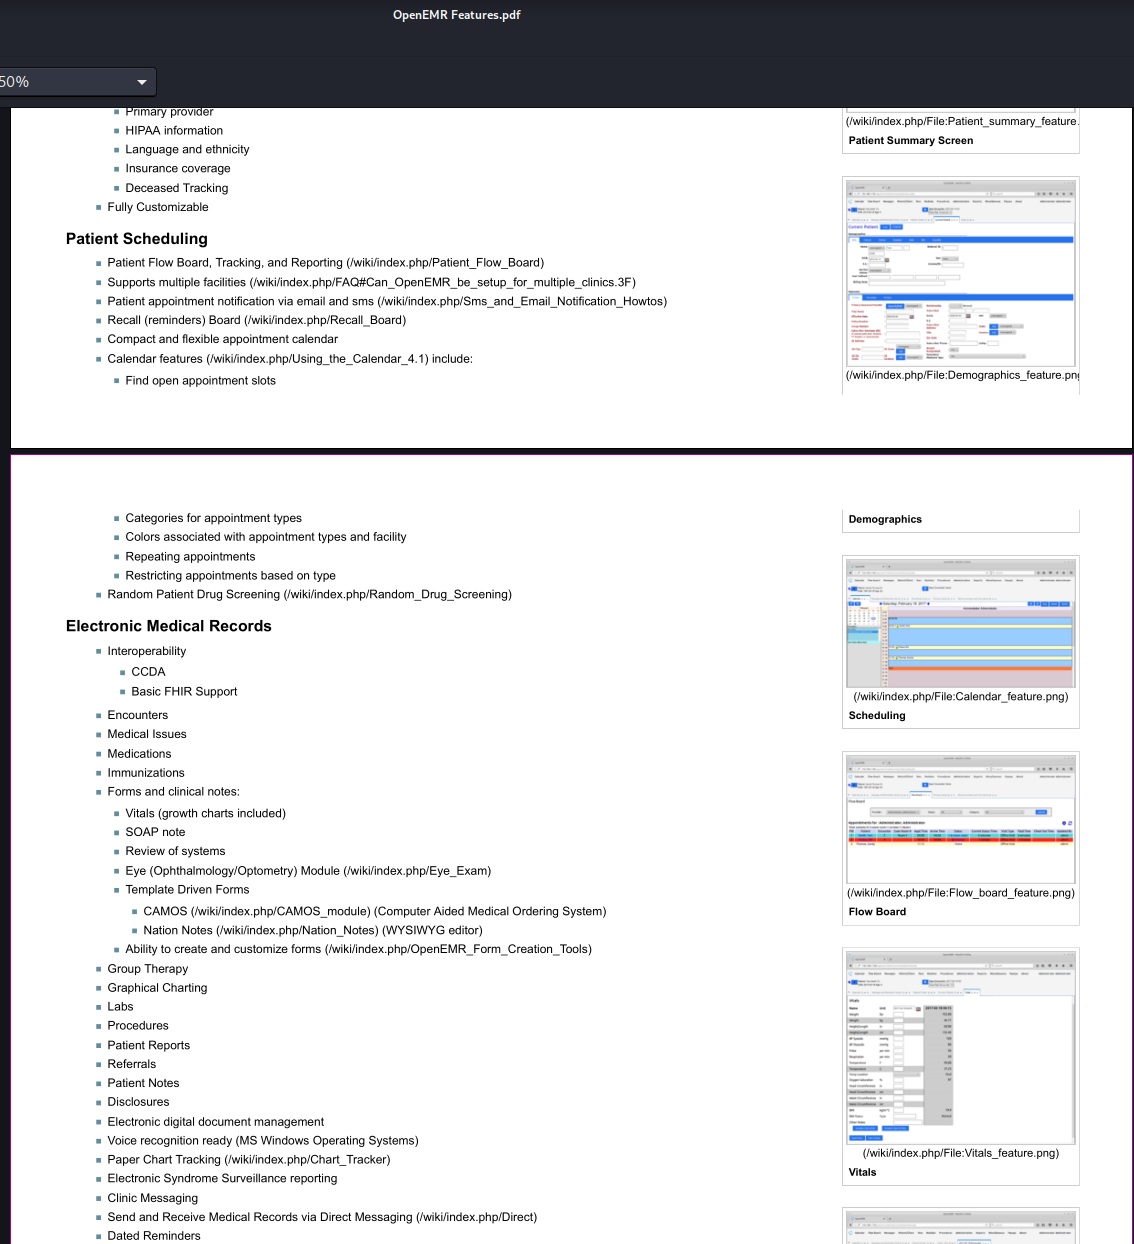 OpenEMR Features.pdf
50%
Primary provider
HIPAA information
Language and ethnicity
Insurance coverage
Deceased Tracking
Fully Customizable
Patient Scheduling
Patient Flow Board, Tracking, and Reporting (/wiki/index.php/Patient_Flow_Board)
Supports multiple facilities (/wiki/index.php/FAQ#Can_OpenEMR_be_setup_for_multiple_clinics.3F)
Patient appointment notification via email and sms (/wiki/index.php/Sms_and_Email_Notification_Howtos)
Recall (reminders) Board (/wiki/index.php/Recall_Board)
Compact and flexible appointment calendar
Calendar features (/wiki/index.php/Using_the_Calendar_4.1) include:
Find open appointment slots
(/wiki/index.php/File:Patient_summary_feature.
Patient Summary Screen
(/wiki/index.php/File:Demographics_feature.png
Categories for appointment types
Colors associated with appointment types and facility
Repeating appointments
Restricting appointments based on type
Random Patient Drug Screening (/wiki/index.php/Random_Drug_Screening)
Electronic Medical Records
Interoperability
CCDA
Basic FHIR Support
Encounters
Medical Issues
Medications
Immunizations
Forms and clinical notes:
Vitals (growth charts included)
SOAP note
Review of systems
Eye (Ophthalmology/Optometry) Module (/wiki/index.php/Eye_Exam)
Template Driven Forms
CAMOS (/wiki/index.php/CAMOS_module) (Computer Aided Medical Ordering System)
Nation Notes (/wiki/index.php/Nation_Notes) (WYSIWYG editor)
Ability to create and customize forms (/wiki/index.php/OpenEMR_Form_Creation_Tools)
Group Therapy
Graphical Charting
Labs
Procedures
Patient Reports
Referrals
Patient Notes
Disclosures
Electronic digital document management
Voice recognition ready (MS Windows Operating Systems)
Paper Chart Tracking (/wiki/index.php/Chart_Tracker)
Electronic Syndrome Surveillance reporting
Clinic Messaging
Send and Receive Medical Records via Direct Messaging (/wiki/index.php/Direct)
Dated Reminders
Demographics
(/wiki/index.php/File:Calendar_feature.png)
Scheduling
(/wiki/index.php/File:Flow_board_feature.png)
Flow Board
(/wiki/index.php/File:Vitals_feature.png)
Vitals